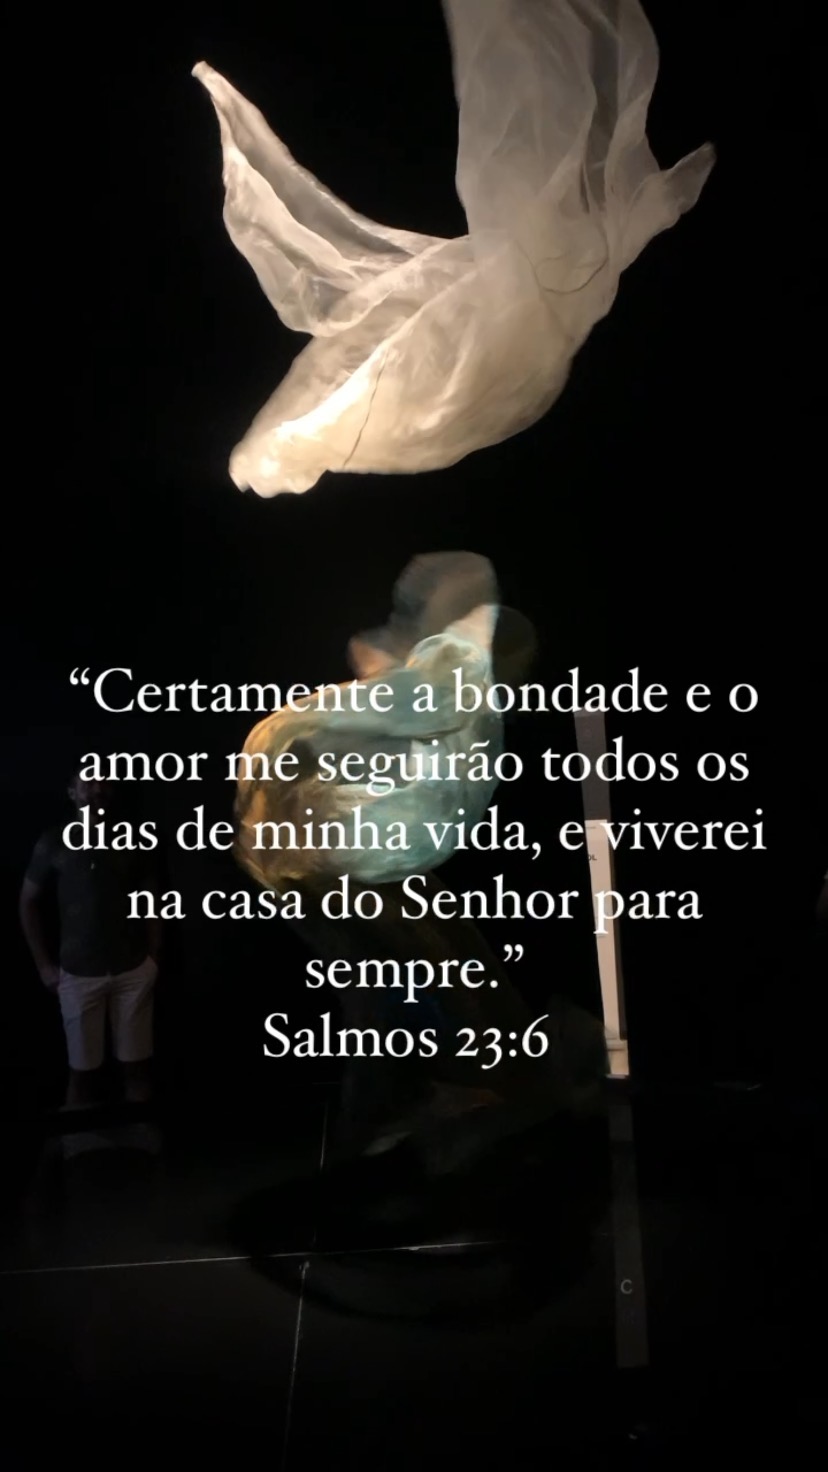 “Certamente a bondade e o
amor me seguirão todos os
dias de minha vida, e viverei
na casa do Senhor para
sempre.”
Salmos 23:6
OL
C